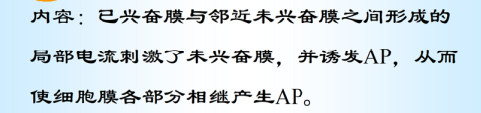 内容：已兴奋膜与邻近未兴奋膜之间形成的
局部电流刺激了未兴奋膜，并诱发AP，从而
使细胞膜各部分相继产生AP。